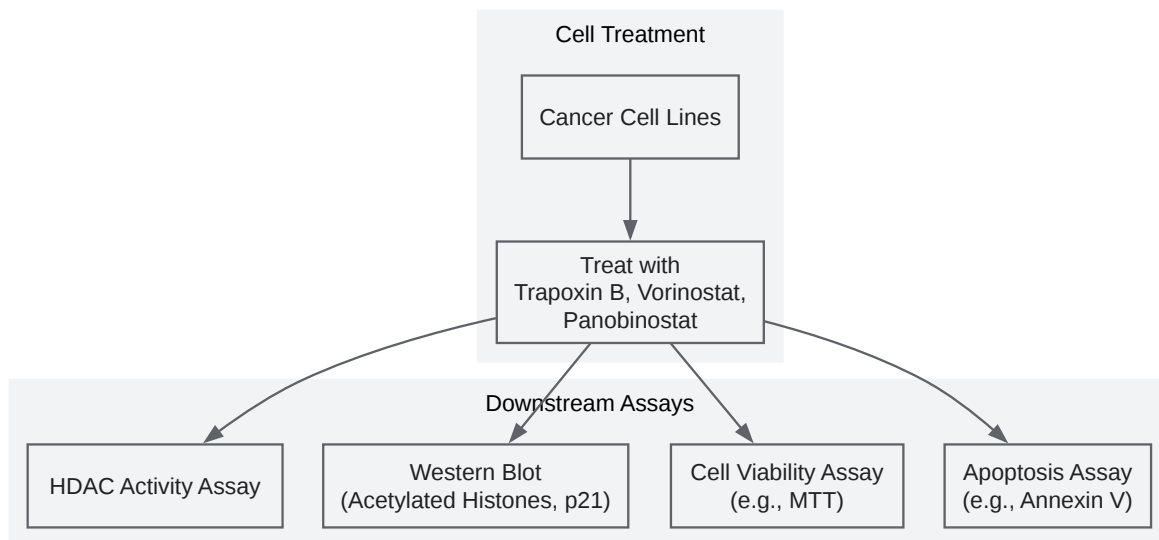 Cell Treatment
Cancer Cell Lines
Treat with
Trapoxin B, Vorinostat,
Panobinostat
Downstream Assays
HDAC Activity Assay
Western Blot
(Acetylated Histones, p21)
Cell Viability Assay
(e.g., MTT)
Apoptosis Assay
(e.g., Annexin V)